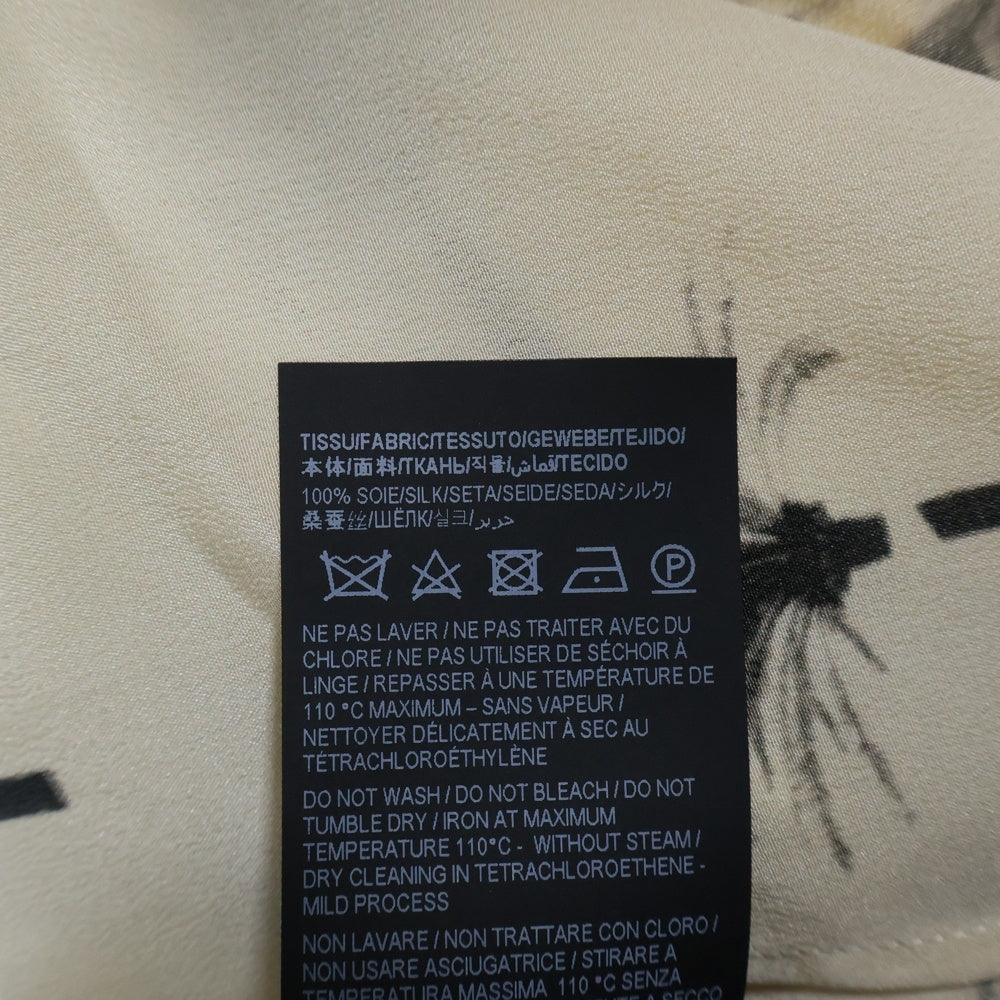 TISSU/FABRIC/TESSUTO/GEWEBE/TEJIDO/
本体/面料/ТКАНЬ/직물/قماش/TECIDO
100% SOIE/SILK/SETA/SEIDE/SEDA/シルク/
桑蚕丝/ШЁЛК/실크/حرير
P
NE PAS LAVER / NE PAS TRAITER AVEC DU
CHLORE / NE PAS UTILISER DE SÉCHOIR À
LINGE / REPASSER À UNE TEMPÉRATURE DE
110 °C MAXIMUM – SANS VAPEUR /
NETTOYER DÉLICATEMENT À SEC AU
TÉTRACHLOROÉTHYLÈNE
DO NOT WASH / DO NOT BLEACH / DO NOT
TUMBLE DRY / IRON AT MAXIMUM
TEMPERATURE 110°C - WITHOUT STEAM /
DRY CLEANING IN TETRACHLOROETHENE -
MILD PROCESS
NON LAVARE / NON TRATTARE CON CLORO /
NON USARE ASCIUGATRICE / STIRARE A
TEMPERATURA MASSIMA 110 °C SENZA
A SECCO